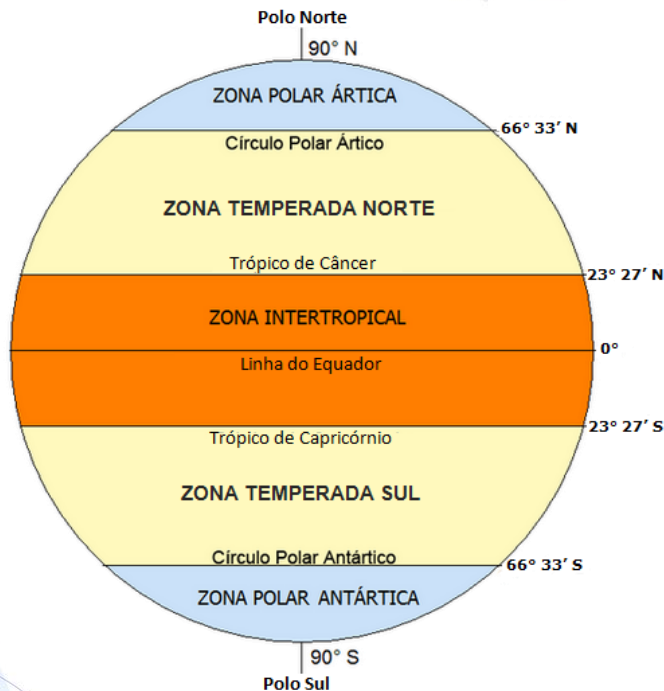 Polo Norte
90° N
ZONA POLAR ÁRTICA
66° 33′ N
Círculo Polar Ártico
ZONA TEMPERADA NORTE
Trópico de Câncer
23° 27′ N
ZONA INTERTROPICAL
0°
Linha do Equador
23° 27′ S
Trópico de Capricórnio
ZONA TEMPERADA SUL
Círculo Polar Antártico
66° 33′ S
ZONA POLAR ANTÁRTICA
90° S
Polo Sul